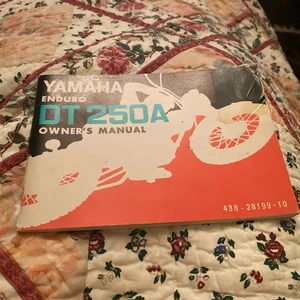 YAMAHA
ENDURO
DT 250A
OWNER'S MANUAL
438-28199-10